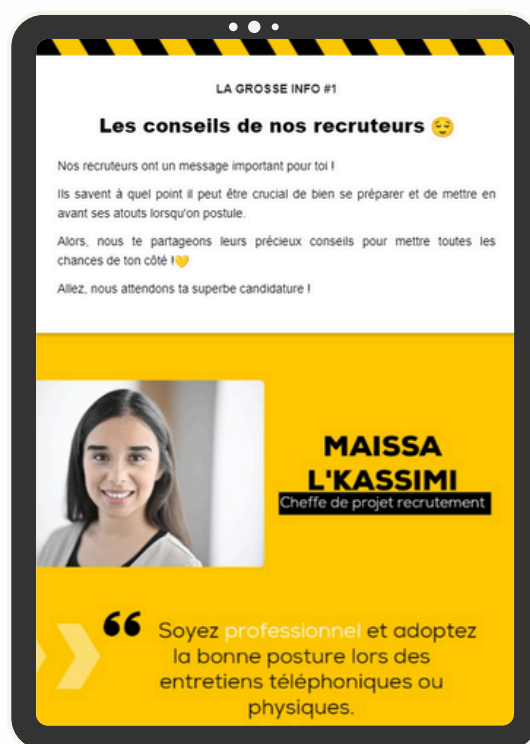 LA GROSSE INFO #1
Les conseils de nos recruteurs 😌
Nos recruteurs ont un message important pour toi !
Ils savent à quel point il peut être crucial de bien se préparer et de mettre en
avant ses atouts lorsqu'on postule.
Alors, nous te partageons leurs précieux conseils pour mettre toutes les
chances de ton côté !💛
Allez, nous attendons ta superbe candidature !
MAISSA
L'KASSIMI
Cheffe de projet recrutement
“ Soyez professionnel et adoptez
la bonne posture lors des
entretiens téléphoniques ou
physiques.